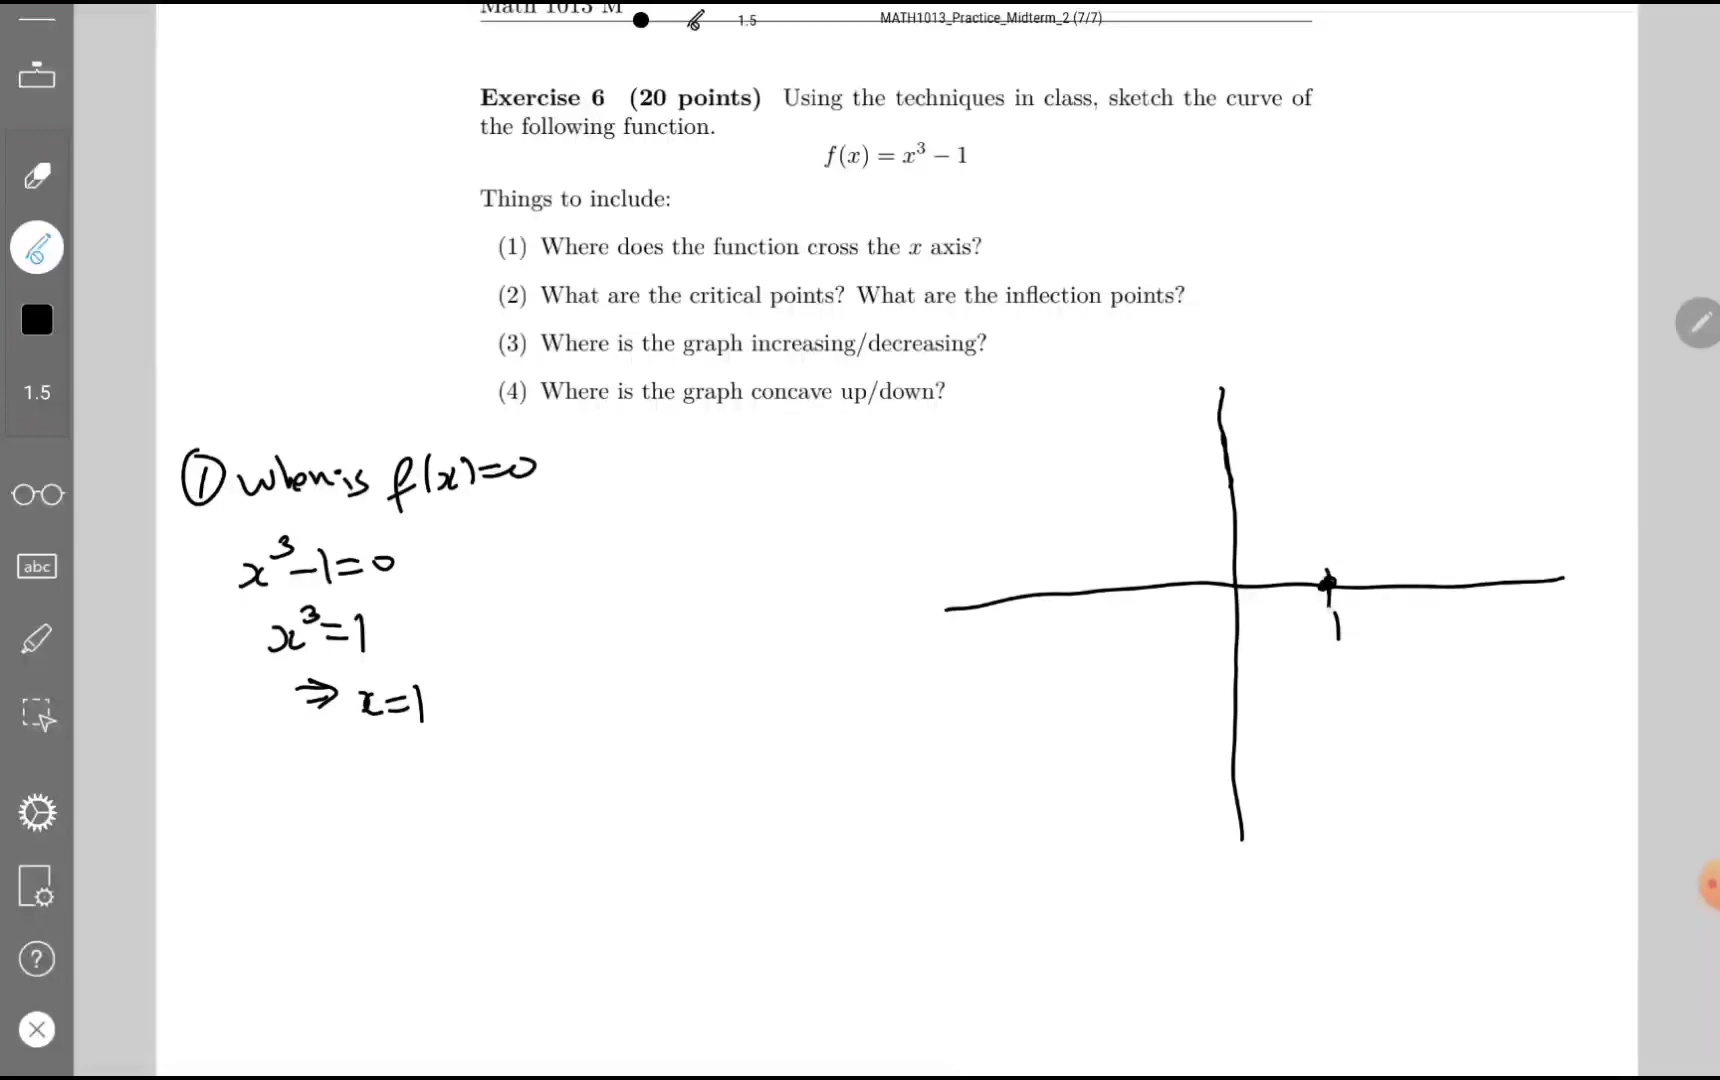 Math 1013 M
1.5 MATH1013_Practice_Midterm_2 (7/7)
Exercise 6 (20 points) Using the techniques in class, sketch the curve of
the following function.
f(x) = x³ − 1
Things to include:
(1) Where does the function cross the x axis?
(2) What are the critical points? What are the inflection points?
(3) Where is the graph increasing/decreasing?
(4) Where is the graph concave up/down?
1.5
abc
?
① when is f(x)=0
x³−1=0
x³=1
⇒ x=1
1